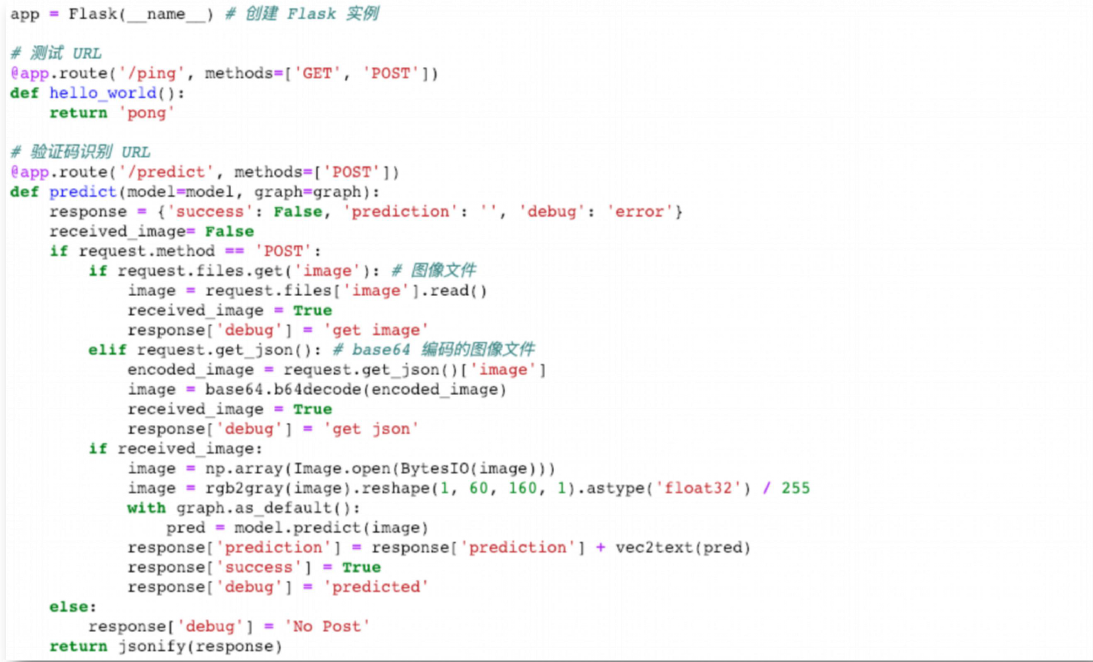 app = Flask(__name__) # 创建 Flask 实例

# 测试 URL
@app.route('/ping', methods=['GET', 'POST'])
def hello_world():
    return 'pong'

# 验证码识别 URL
@app.route('/predict', methods=['POST'])
def predict(model=model, graph=graph):
    response = {'success': False, 'prediction': '', 'debug': 'error'}
    received_image= False
    if request.method == 'POST':
        if request.files.get('image'): # 图像文件
            image = request.files['image'].read()
            received_image = True
            response['debug'] = 'get image'
        elif request.get_json(): # base64 编码的图像文件
            encoded_image = request.get_json()['image']
            image = base64.b64decode(encoded_image)
            received_image = True
            response['debug'] = 'get json'
        if received_image:
            image = np.array(Image.open(BytesIO(image)))
            image = rgb2gray(image).reshape(1, 60, 160, 1).astype('float32') / 255
            with graph.as_default():
                pred = model.predict(image)
            response['prediction'] = response['prediction'] + vec2text(pred)
            response['success'] = True
            response['debug'] = 'predicted'
    else:
        response['debug'] = 'No Post'
    return jsonify(response)